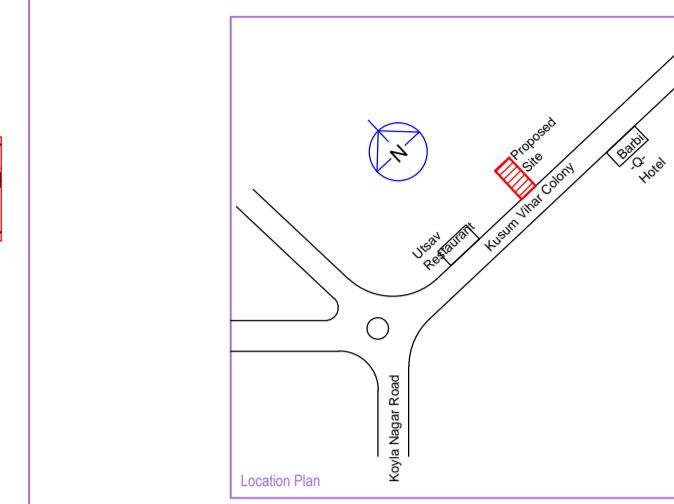 N
Proposed
Site
Barbi
-Q-
Hotel
Utsav
Restaurant
Kusum Vihar Colony
Koyla Nagar Road
Location Plan